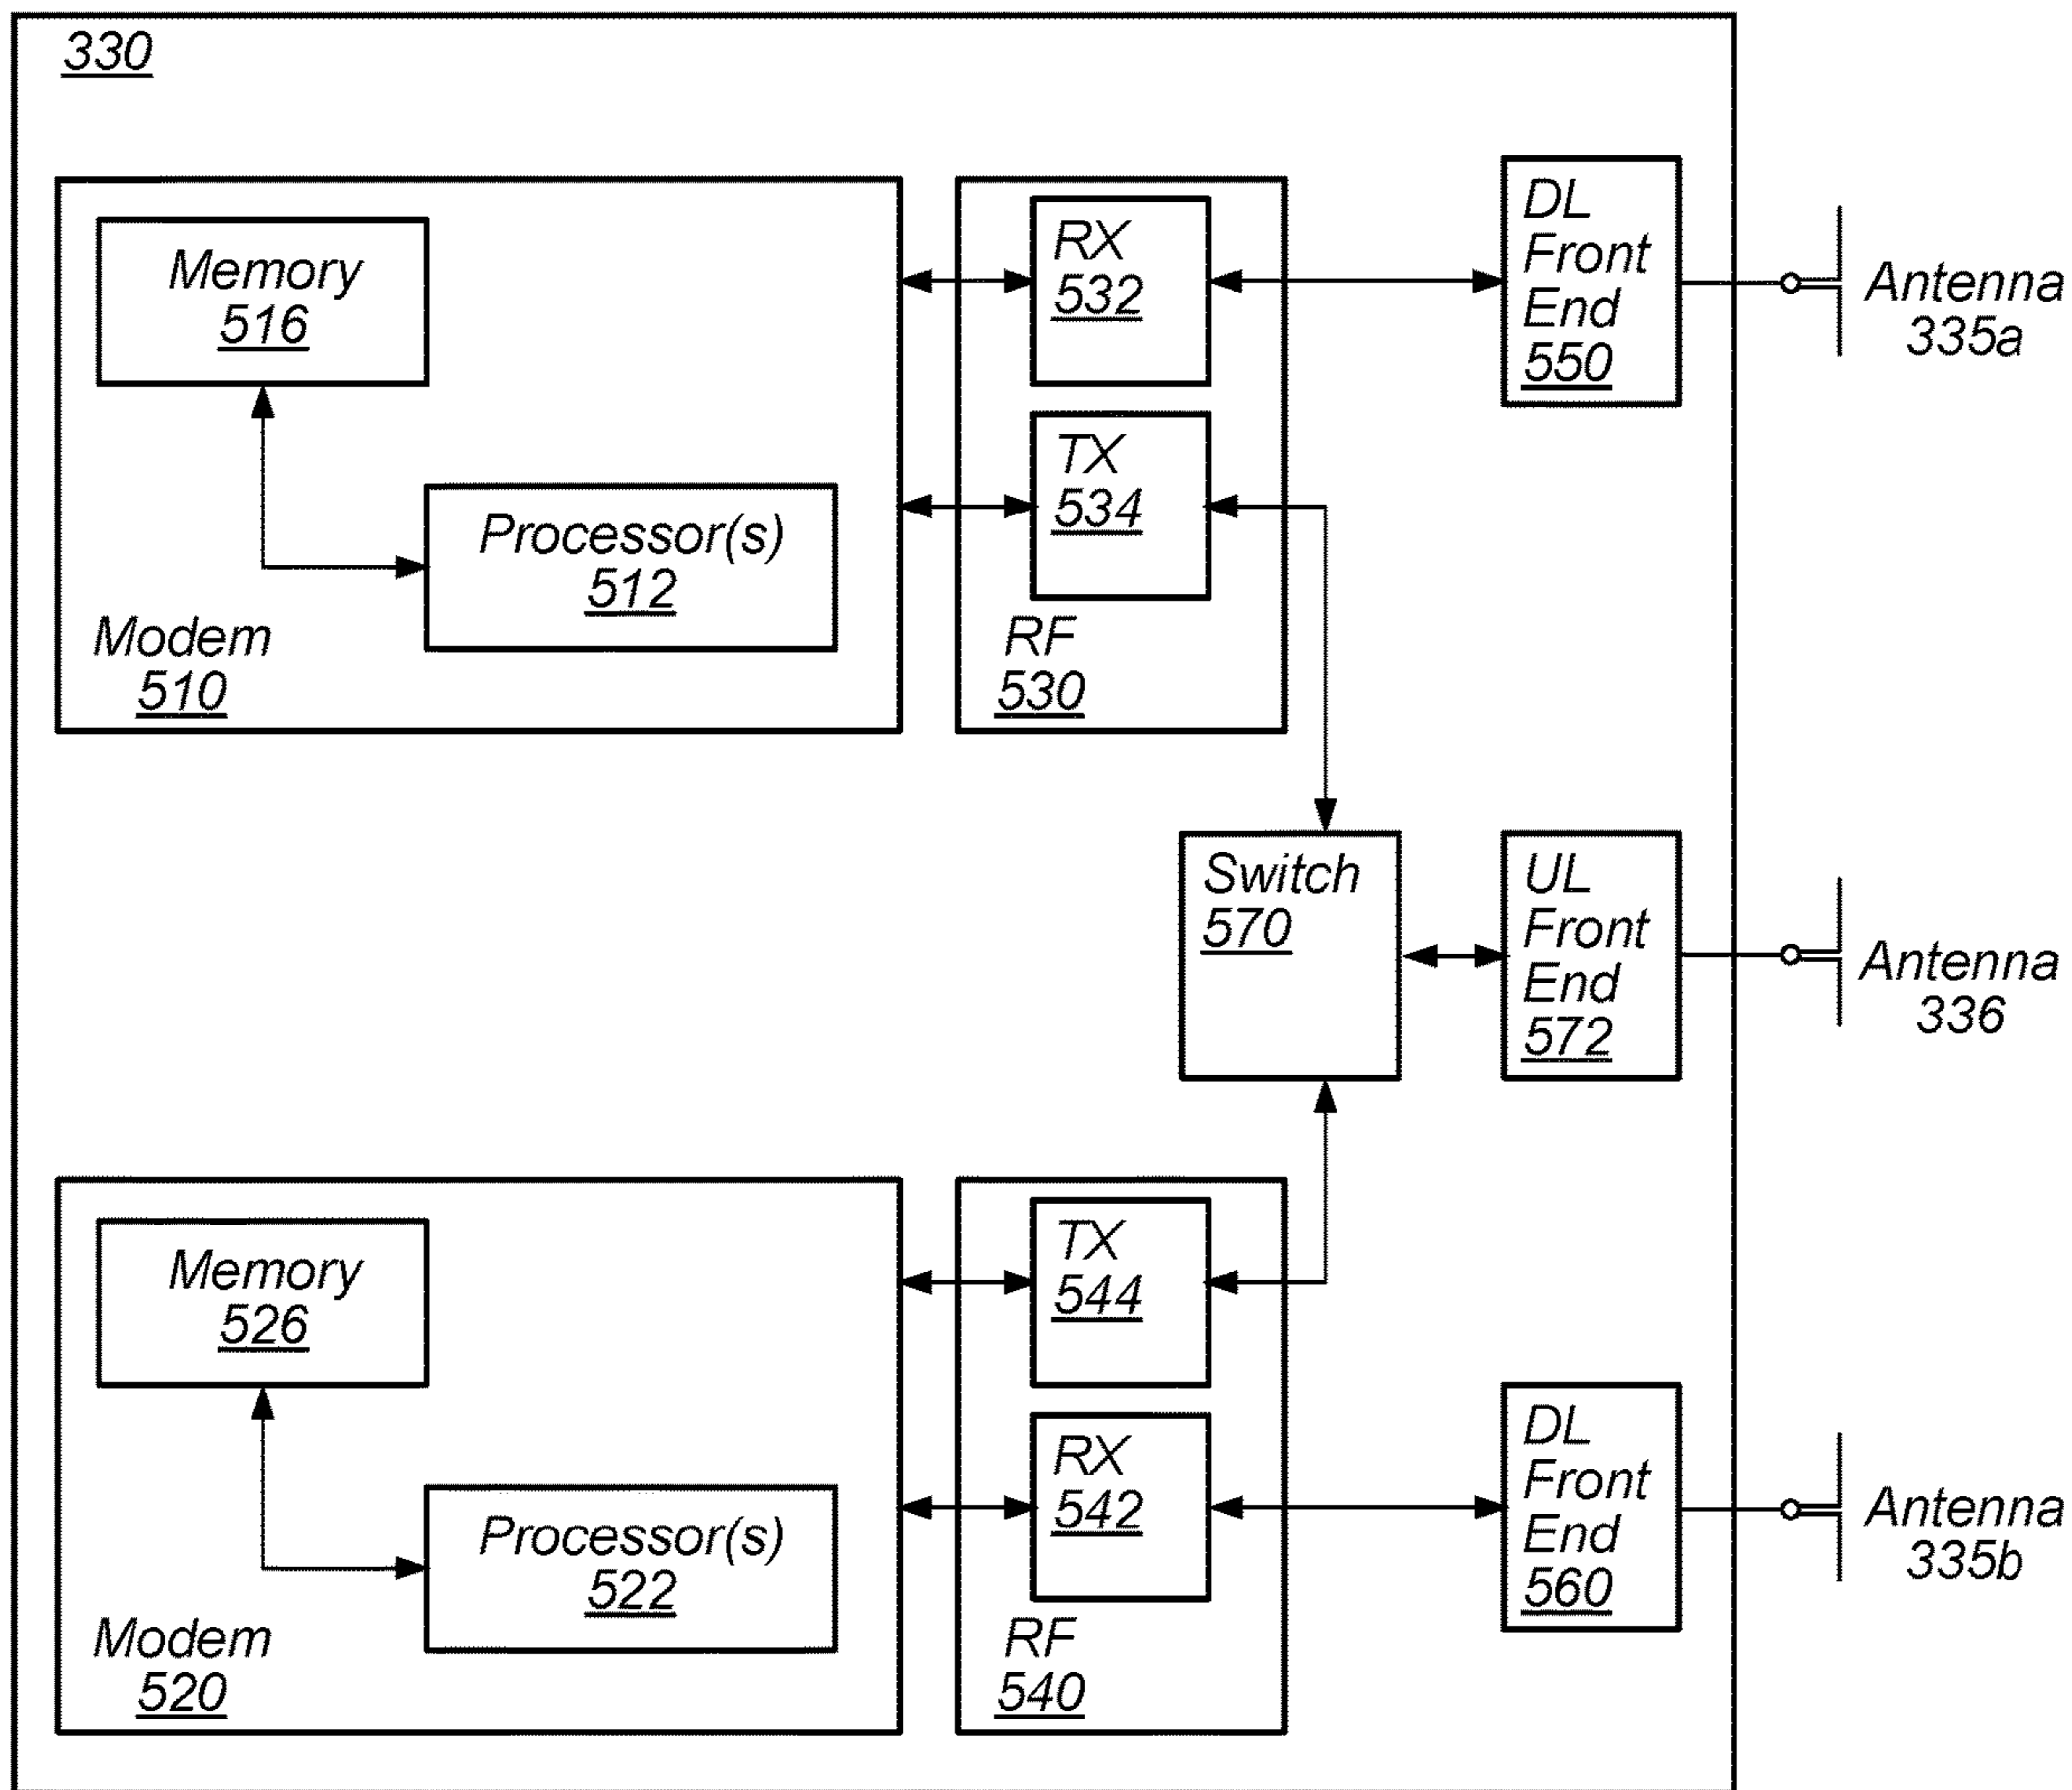 330
Memory
516
Processor(s)
512
Modem
510
RX
532
TX
534
RF
530
DL
Front
End
550
Antenna
335a
Switch
570
UL
Front
End
572
Antenna
336
Memory
526
Processor(s)
522
Modem
520
TX
544
RX
542
RF
540
DL
Front
End
560
Antenna
335b